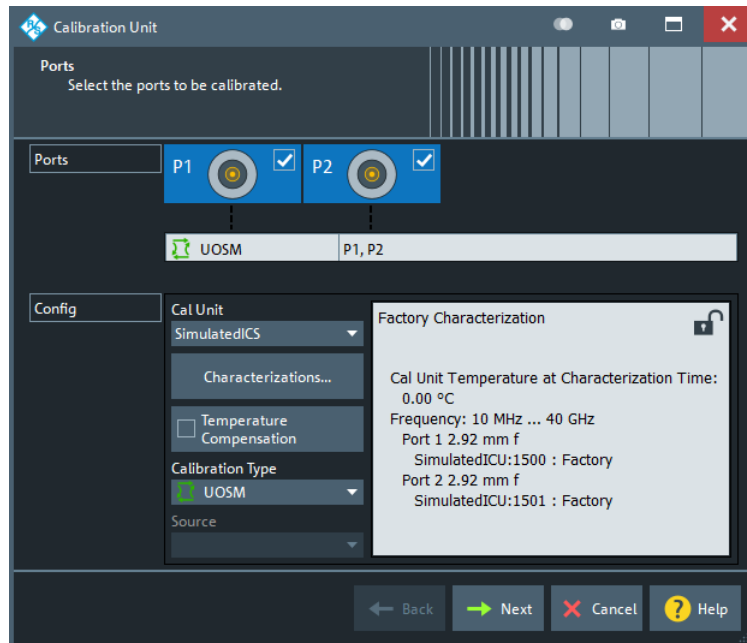 Calibration Unit
Ports
Select the ports to be calibrated.
Ports
P1
P2
UOSM
P1, P2
Config
Cal Unit
SimulatedICS
Characterizations...
Temperature
Compensation
Calibration Type
UOSM
Source
Factory Characterization
Cal Unit Temperature at Characterization Time:
0.00 °C
Frequency: 10 MHz ... 40 GHz
Port 1 2.92 mm f
SimulatedICU:1500 : Factory
Port 2 2.92 mm f
SimulatedICU:1501 : Factory
Back
Next
Cancel
? Help